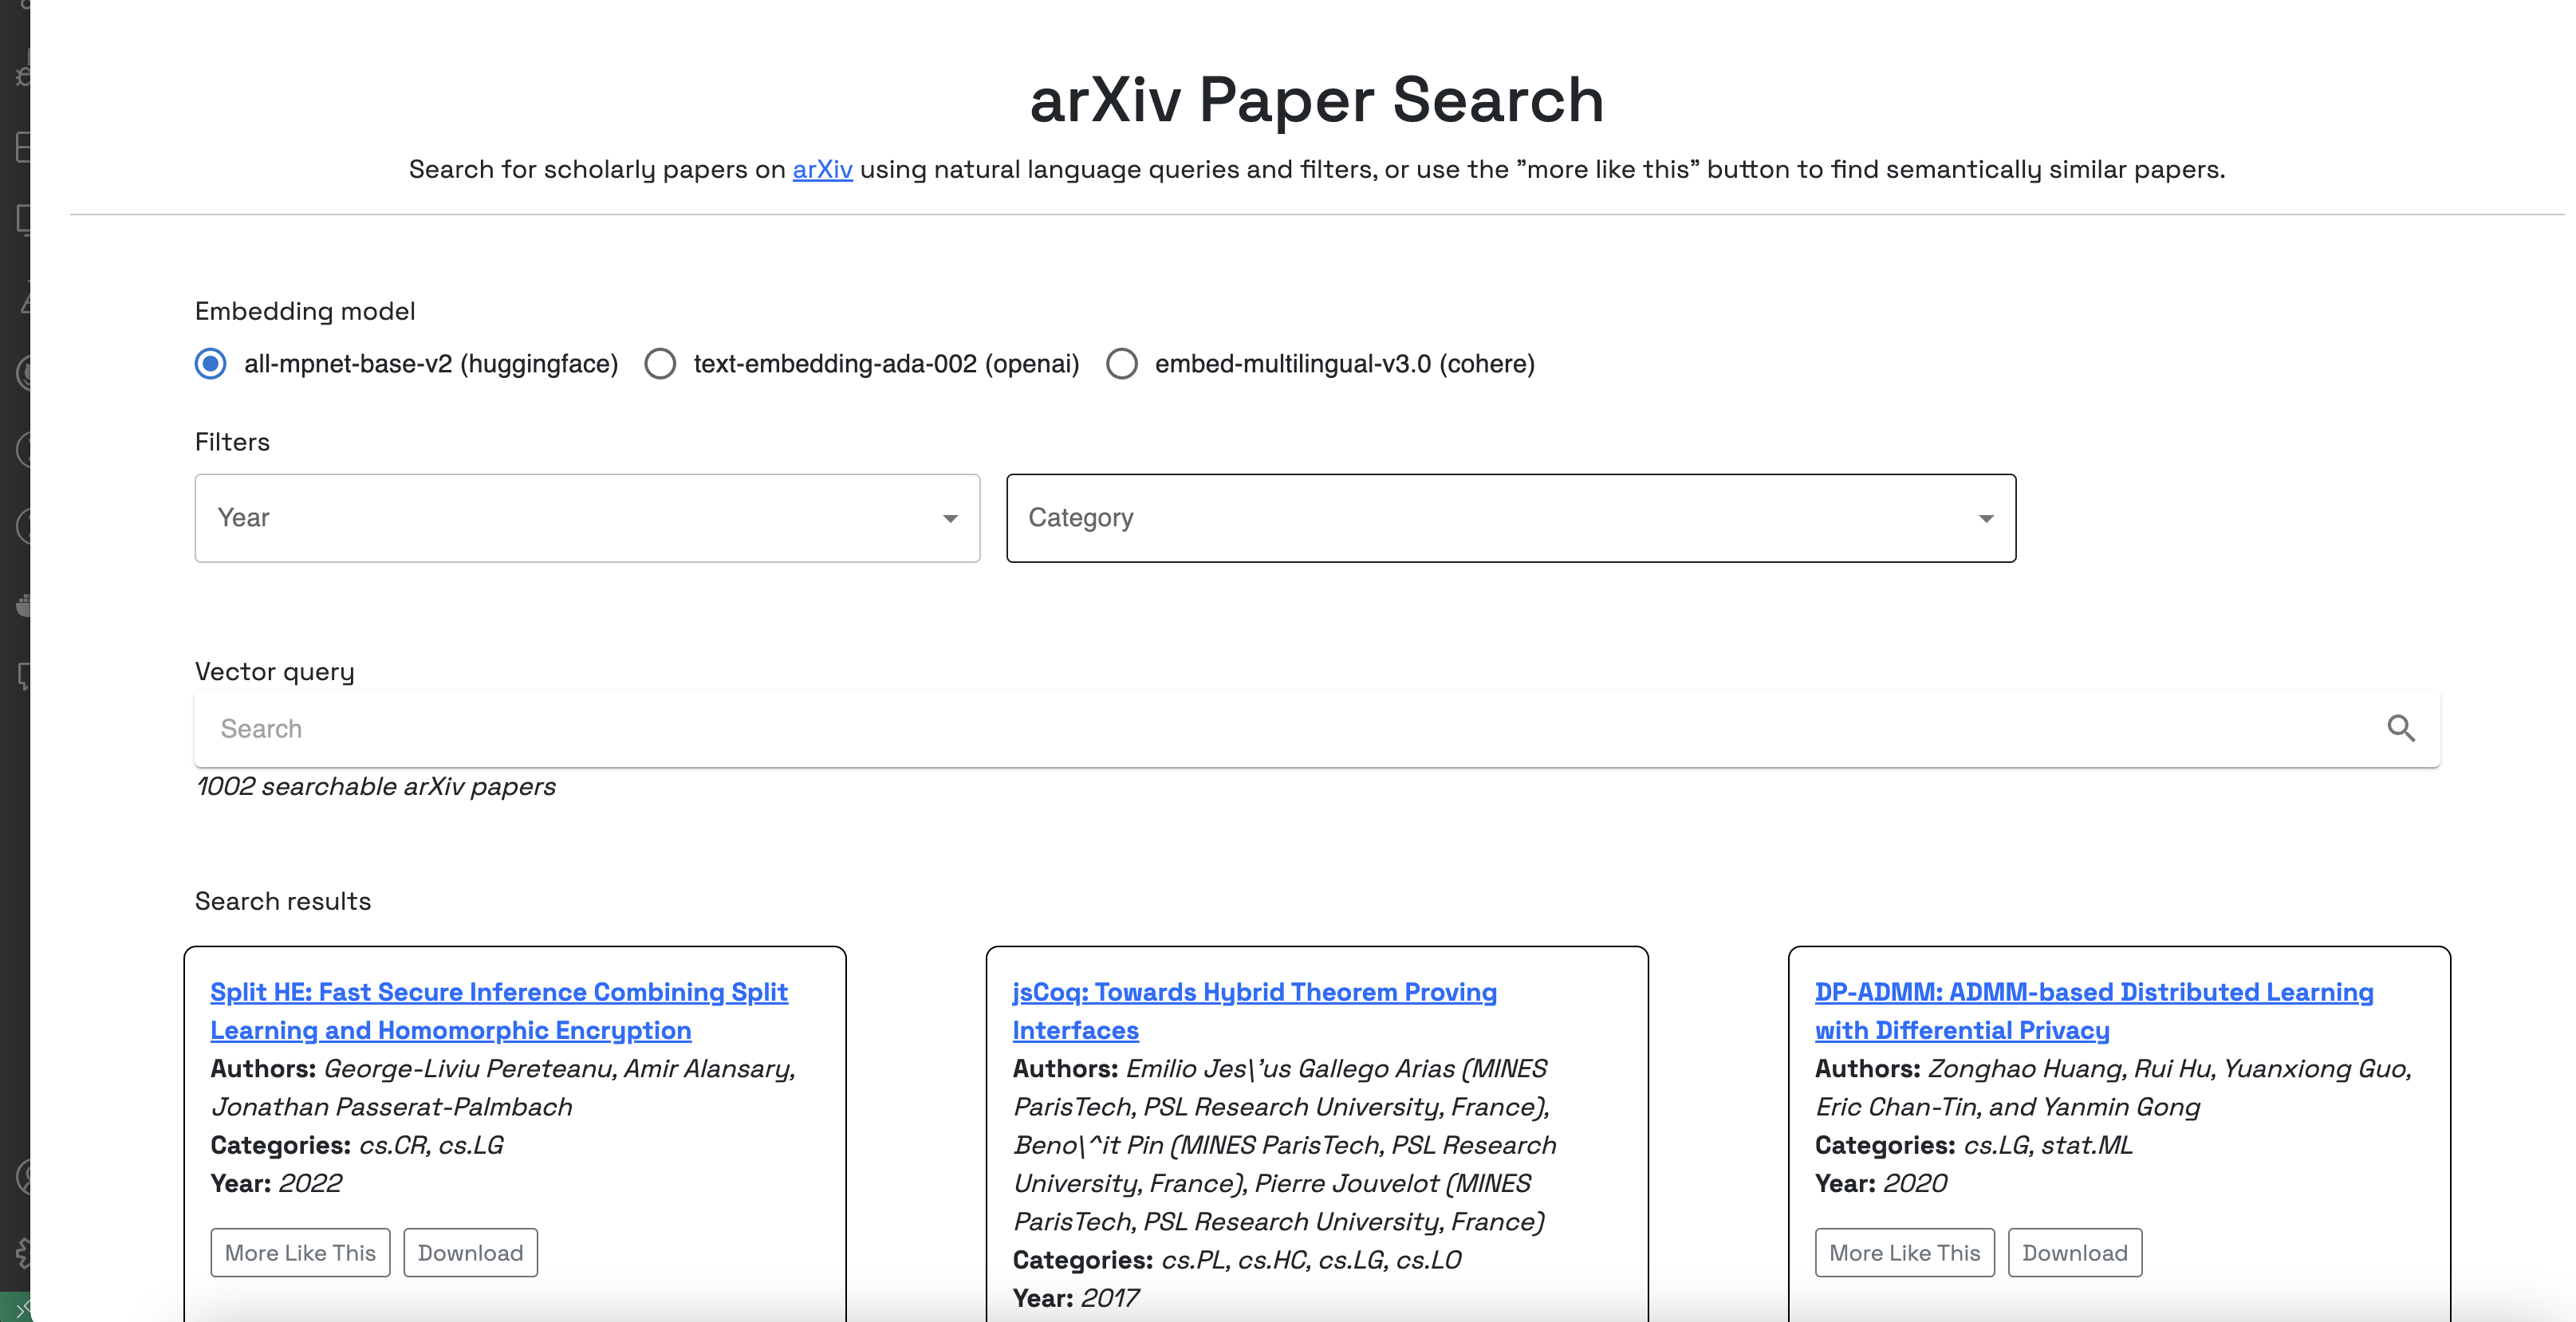 arXiv Paper Search
Search for scholarly papers on arXiv using natural language queries and filters, or use the "more like this" button to find semantically similar papers.
Embedding model
all-mpnet-base-v2 (huggingface) text-embedding-ada-002 (openai) embed-multilingual-v3.0 (cohere)
Filters
Year Category
Vector query
Search
1002 searchable arXiv papers
Search results
Split HE: Fast Secure Inference Combining Split
Learning and Homomorphic Encryption
Authors: George-Liviu Pereteanu, Amir Alansary,
Jonathan Passerat-Palmbach
Categories: cs.CR, cs.LG
Year: 2022
More Like This Download
jsCoq: Towards Hybrid Theorem Proving
Interfaces
Authors: Emilio Jes\'us Gallego Arias (MINES
ParisTech, PSL Research University, France),
Beno\^it Pin (MINES ParisTech, PSL Research
University, France), Pierre Jouvelot (MINES
ParisTech, PSL Research University, France)
Categories: cs.PL, cs.HC, cs.LG, cs.LO
Year: 2017
DP-ADMM: ADMM-based Distributed Learning
with Differential Privacy
Authors: Zonghao Huang, Rui Hu, Yuanxiong Guo,
Eric Chan-Tin, and Yanmin Gong
Categories: cs.LG, stat.ML
Year: 2020
More Like This Download